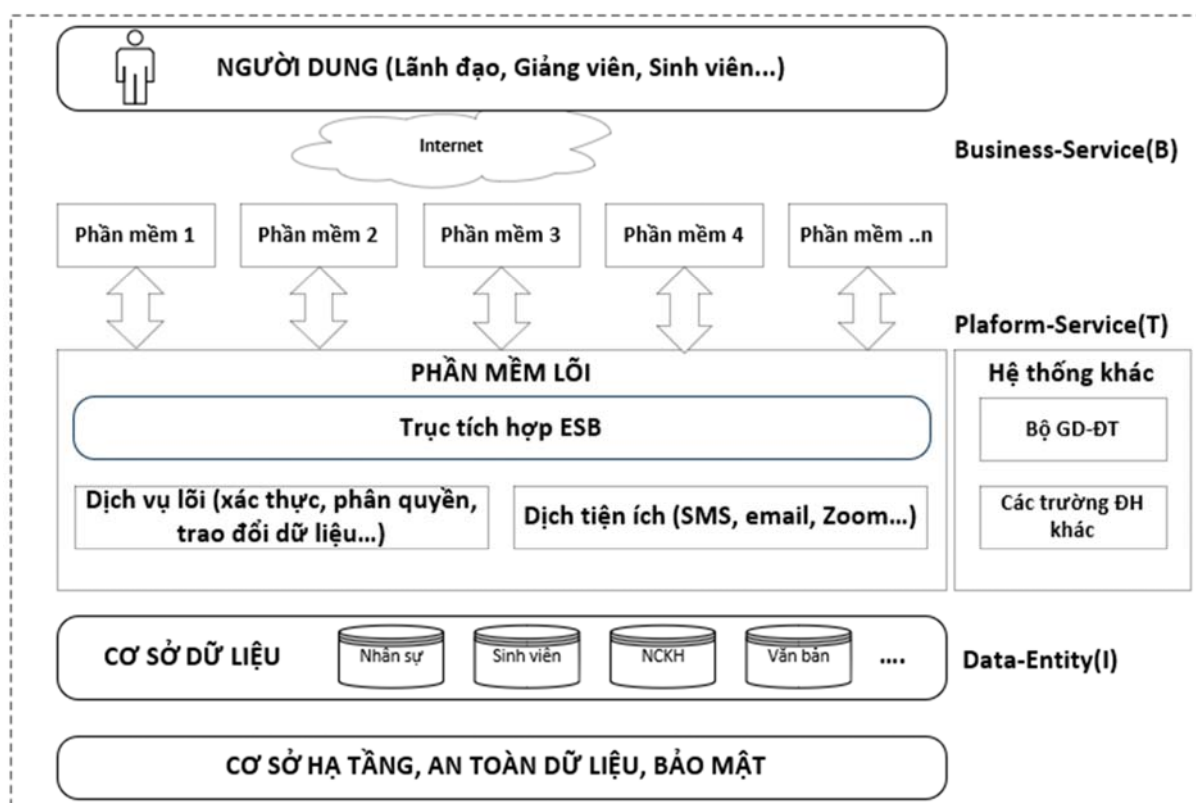 NGƯỜI DUNG (Lãnh đạo, Giảng viên, Sinh viên...)
Internet
Business-Service(B)
Phần mềm 1
Phần mềm 2
Phần mềm 3
Phần mềm 4
Phần mềm ..n
Plaform-Service(T)
PHẦN MỀM LÕI
Trục tích hợp ESB
Dịch vụ lõi (xác thực, phân quyền,
trao đổi dữ liệu...)
Dịch tiện ích (SMS, email, Zoom...)
Hệ thống khác
Bộ GD-ĐT
Các trường ĐH
khác
CƠ SỞ DỮ LIỆU
Nhân sự
Sinh viên
NCKH
Văn bản
....
Data-Entity(I)
CƠ SỞ HẠ TẦNG, AN TOÀN DỮ LIỆU, BẢO MẬT